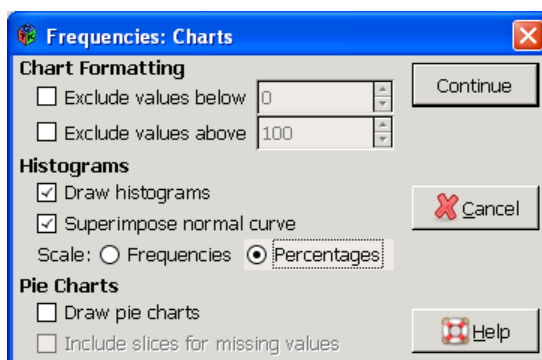 Frequencies: Charts
Chart Formatting
Exclude values below 0
Exclude values above 100
Continue
Histograms
Draw histograms
Superimpose normal curve
Scale: Frequencies Percentages
Cancel
Pie Charts
Draw pie charts
Include slices for missing values
Help